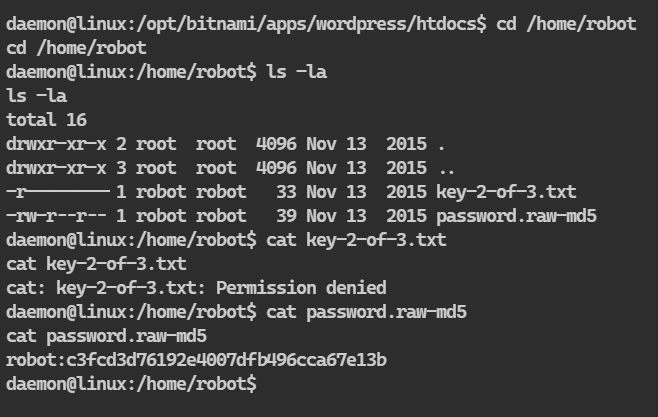 daemon@linux:/opt/bitnami/apps/wordpress/htdocs$ cd /home/robot
cd /home/robot
daemon@linux:/home/robot$ ls -la
ls -la
total 16
drwxr-xr-x 2 root  root  4096 Nov 13  2015 .
drwxr-xr-x 3 root  root  4096 Nov 13  2015 ..
-r-------- 1 robot robot   33 Nov 13  2015 key-2-of-3.txt
-rw-r--r-- 1 robot robot   39 Nov 13  2015 password.raw-md5
daemon@linux:/home/robot$ cat key-2-of-3.txt
cat key-2-of-3.txt
cat: key-2-of-3.txt: Permission denied
daemon@linux:/home/robot$ cat password.raw-md5
cat password.raw-md5
robot:c3fcd3d76192e4007dfb496cca67e13b
daemon@linux:/home/robot$